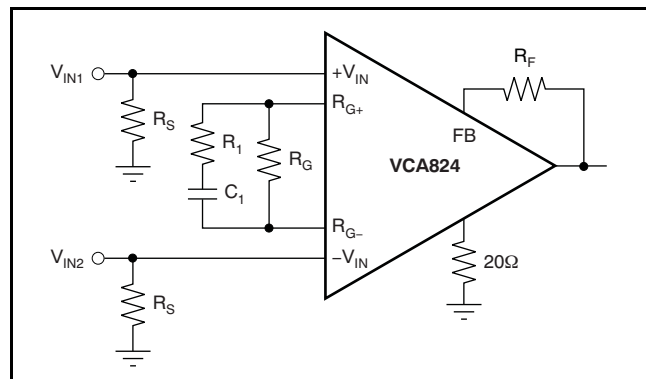 V_IN1
+V_IN
R_F
R_G+
R_S
R_1
R_G
FB
VCA824
C_1
R_G−
V_IN2
−V_IN
20Ω
R_S